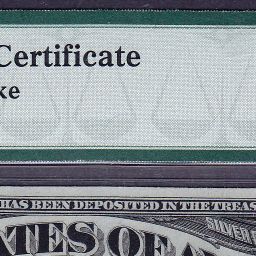 Certificate
ke
HAS BEEN DEPOSITED IN THE TREAS
SILVER
TES OF A